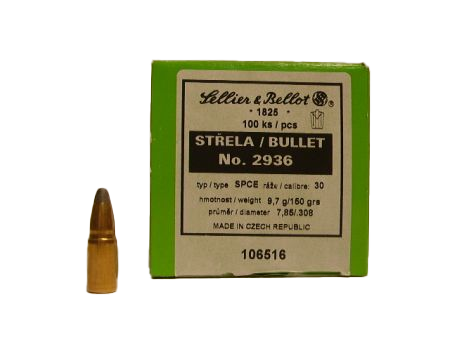 Sellier & Bellot ®
• 1825 •
100 ks / pcs
STŘELA / BULLET
No. 2936
typ / type SPCE ráže / calibre: 30
hmotnost / weight 9,7 g/150 grs
průměr / diameter 7,85/.308
MADE IN CZECH REPUBLIC
106516